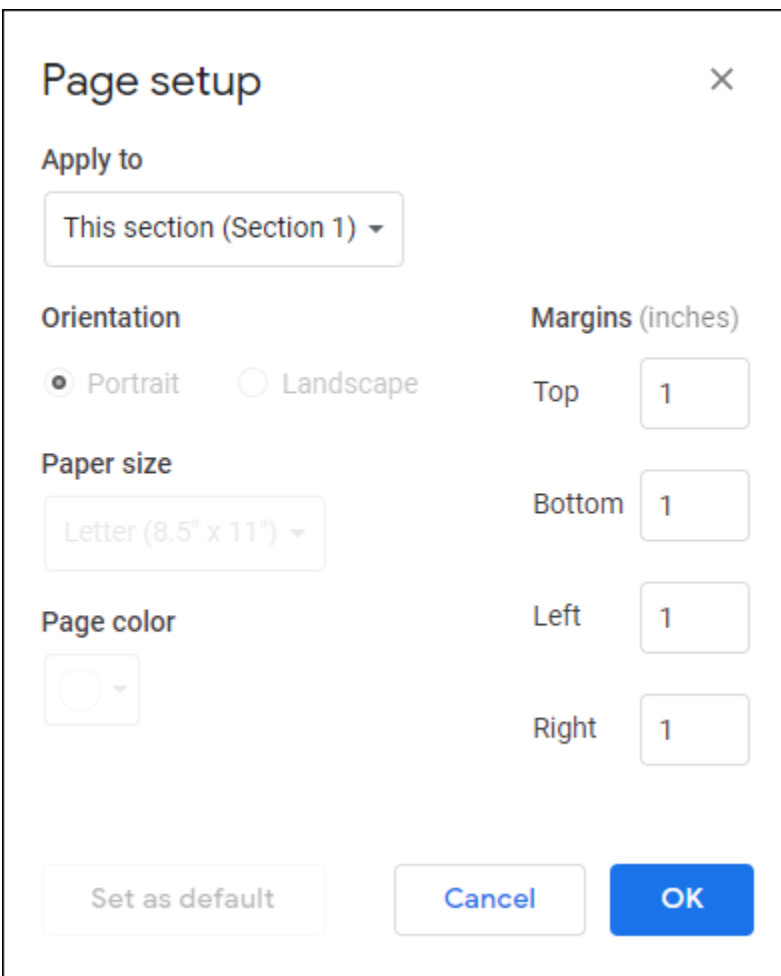 Page setup
Apply to
This section (Section 1)
Orientation
Portrait
Landscape
Paper size
Letter (8.5" x 11")
Page color
Margins (inches)
Top 1
Bottom 1
Left 1
Right 1
Set as default
Cancel
OK